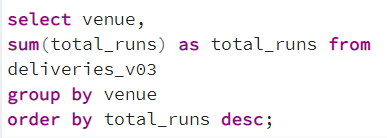 select venue,
sum(total_runs) as total_runs from
deliveries_v03
group by venue
order by total_runs desc;